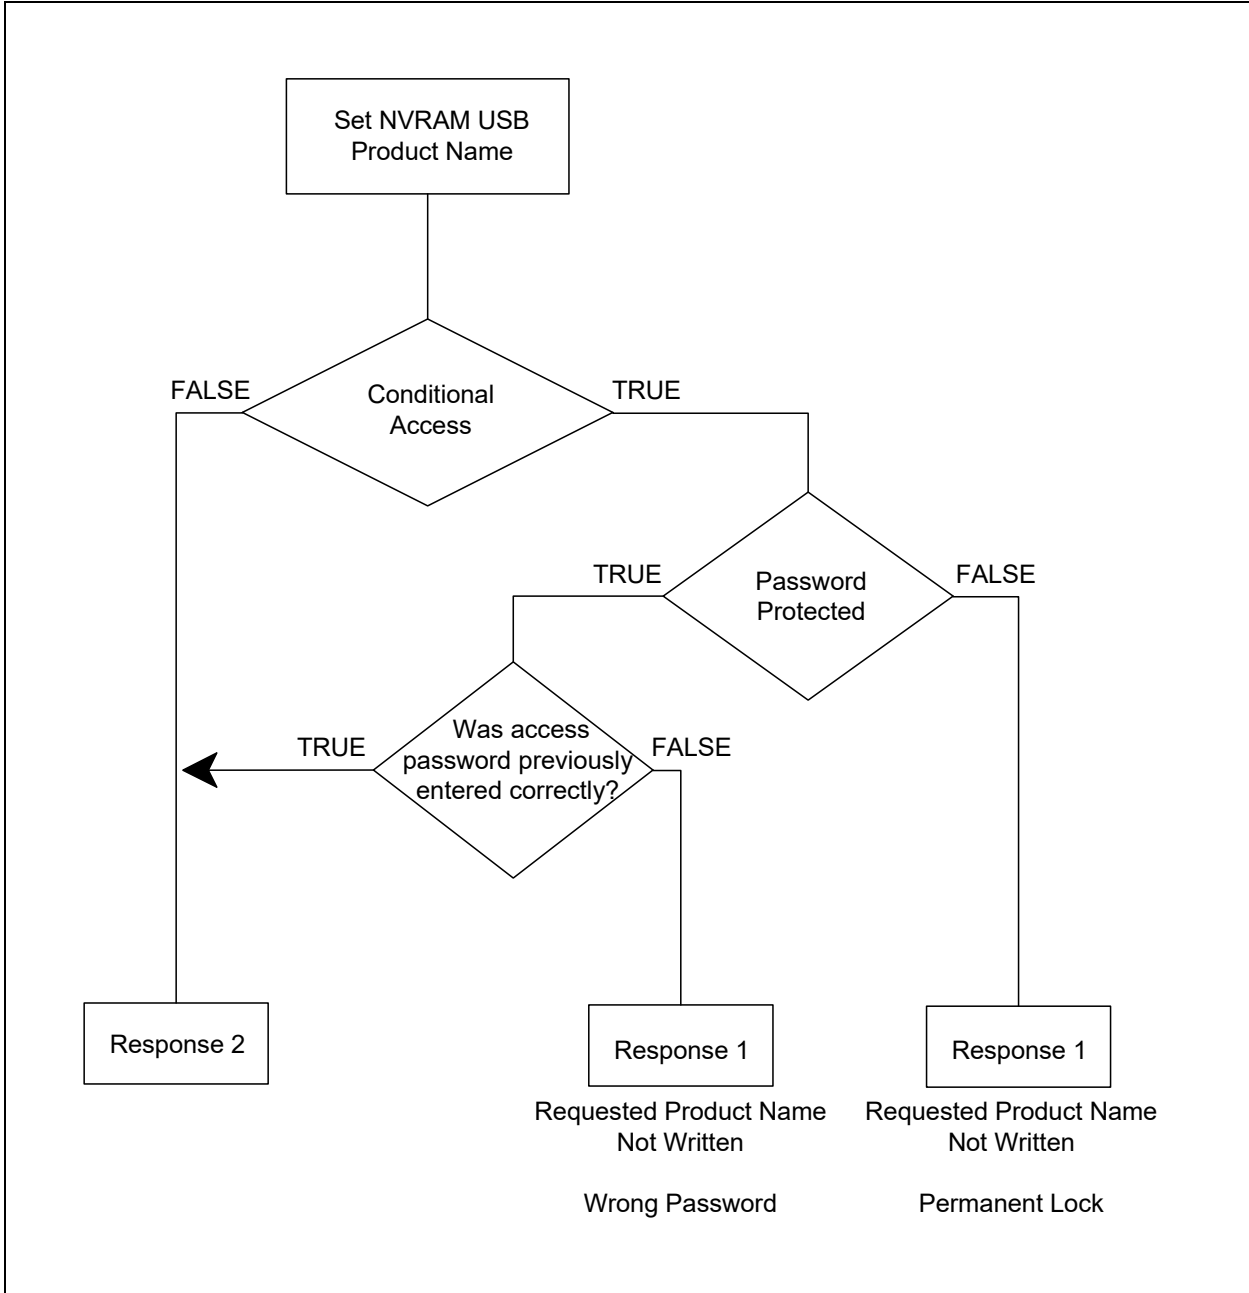 Set NVRAM USB
Product Name
FALSE
Conditional
Access
TRUE
TRUE
Password
Protected
FALSE
TRUE
Was access
password previously
entered correctly?
FALSE
Response 2
Response 1
Response 1
Requested Product Name
Not Written
Wrong Password
Requested Product Name
Not Written
Permanent Lock